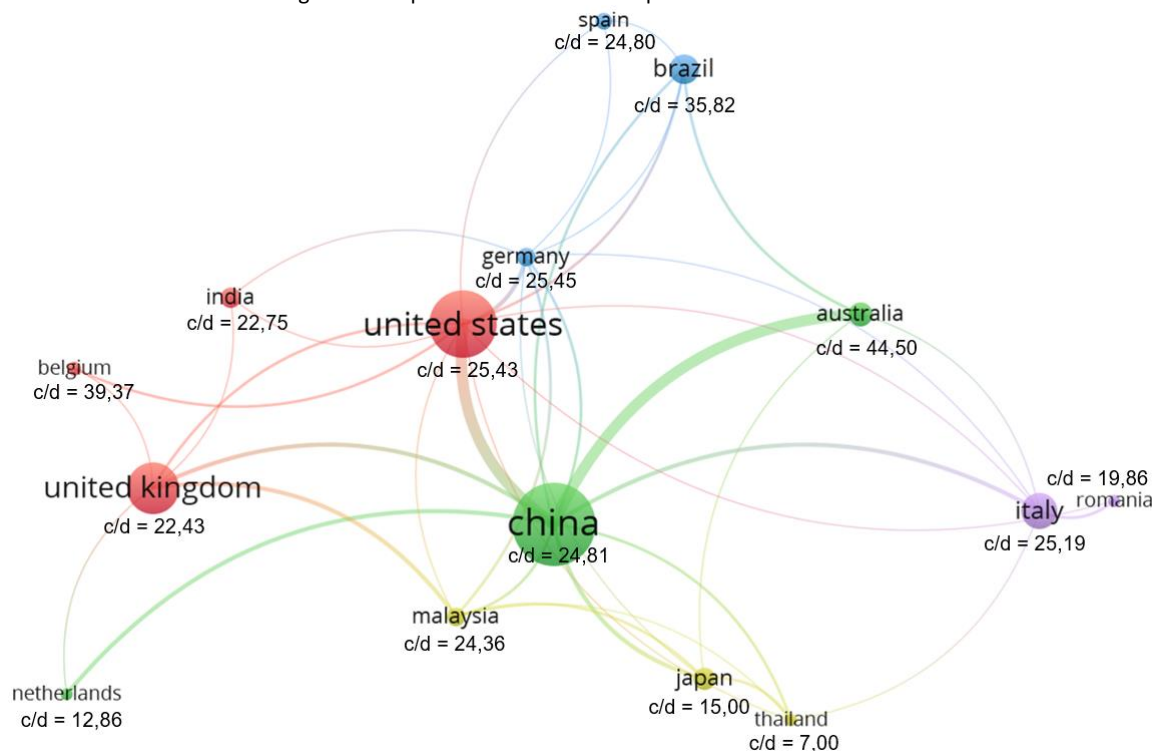 spain
c/d = 24,80
brazil
c/d = 35,82
germany
c/d = 25,45
india
c/d = 22,75
united states
c/d = 25,43
australia
c/d = 44,50
belgium
c/d = 39,37
united kingdom
c/d = 22,43
china
c/d = 24,81
c/d = 19,86
romania
italy
c/d = 25,19
malaysia
c/d = 24,36
netherlands
c/d = 12,86
japan
c/d = 15,00
thailand
c/d = 7,00